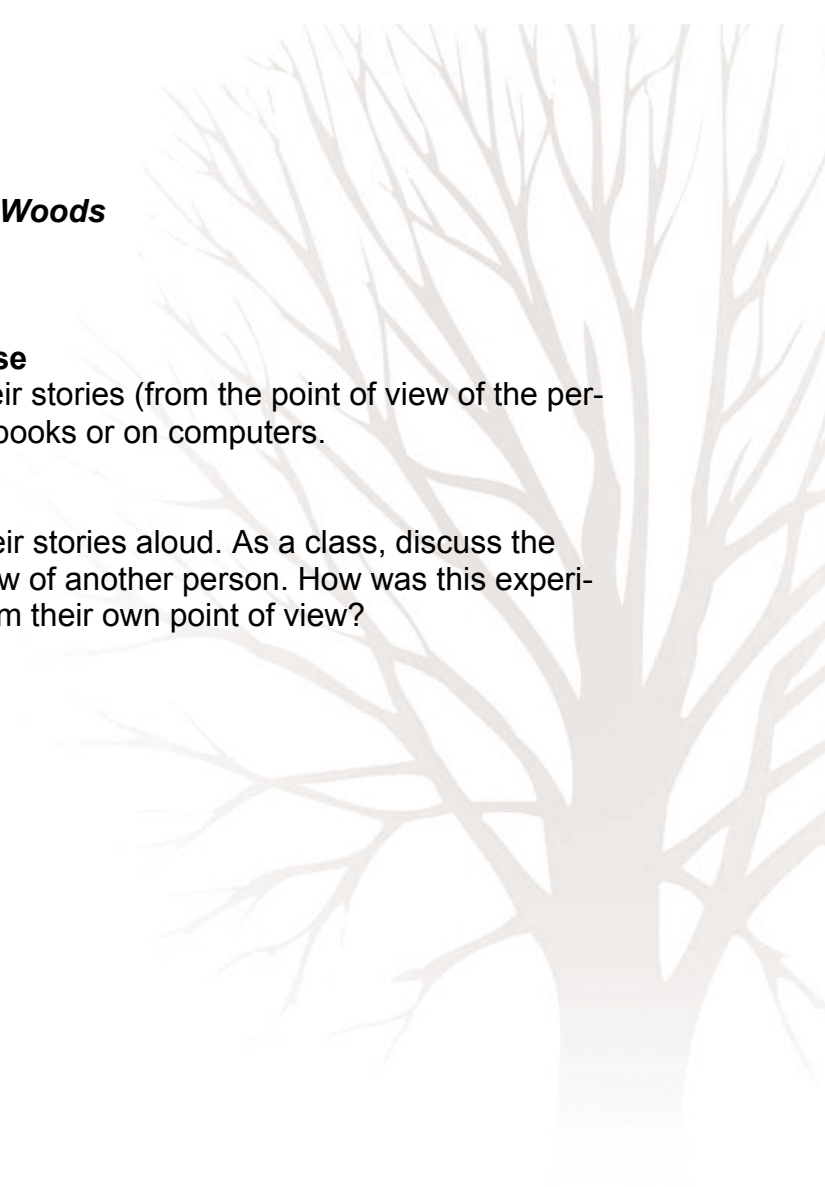 Woods
se
eir stories (from the point of view of the per-
books or on computers.
eir stories aloud. As a class, discuss the
w of another person. How was this experi-
m their own point of view?